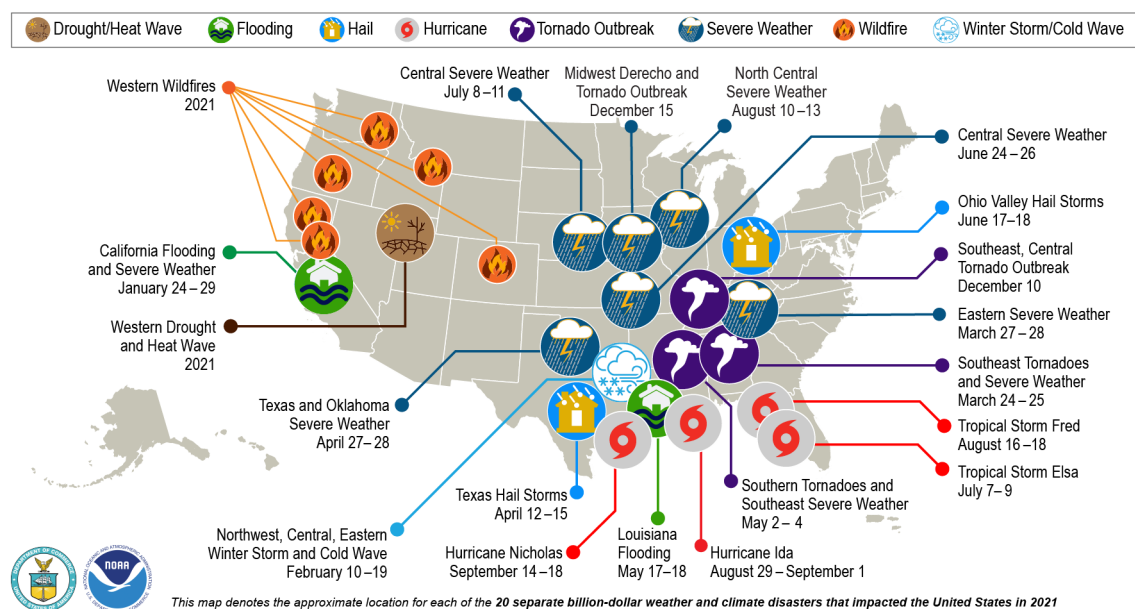 Drought/Heat Wave Flooding Hail Hurricane Tornado Outbreak Severe Weather Wildfire Winter Storm/Cold Wave
Western Wildfires
2021
Central Severe Weather
July 8–11
Midwest Derecho and
Tornado Outbreak
December 15
North Central
Severe Weather
August 10–13
Central Severe Weather
June 24–26
Ohio Valley Hail Storms
June 17–18
California Flooding
and Severe Weather
January 24–29
Southeast, Central
Tornado Outbreak
December 10
Eastern Severe Weather
March 27–28
Western Drought
and Heat Wave
2021
Southeast Tornadoes
and Severe Weather
March 24–25
Texas and Oklahoma
Severe Weather
April 27–28
Tropical Storm Fred
August 16–18
Tropical Storm Elsa
July 7–9
Texas Hail Storms
April 12–15
Southern Tornadoes and
Southeast Severe Weather
May 2–4
Northwest, Central, Eastern
Winter Storm and Cold Wave
February 10–19
Hurricane Nicholas
September 14–18
Louisiana
Flooding
May 17–18
Hurricane Ida
August 29–September 1
NOAA
This map denotes the approximate location for each of the 20 separate billion-dollar weather and climate disasters that impacted the United States in 2021